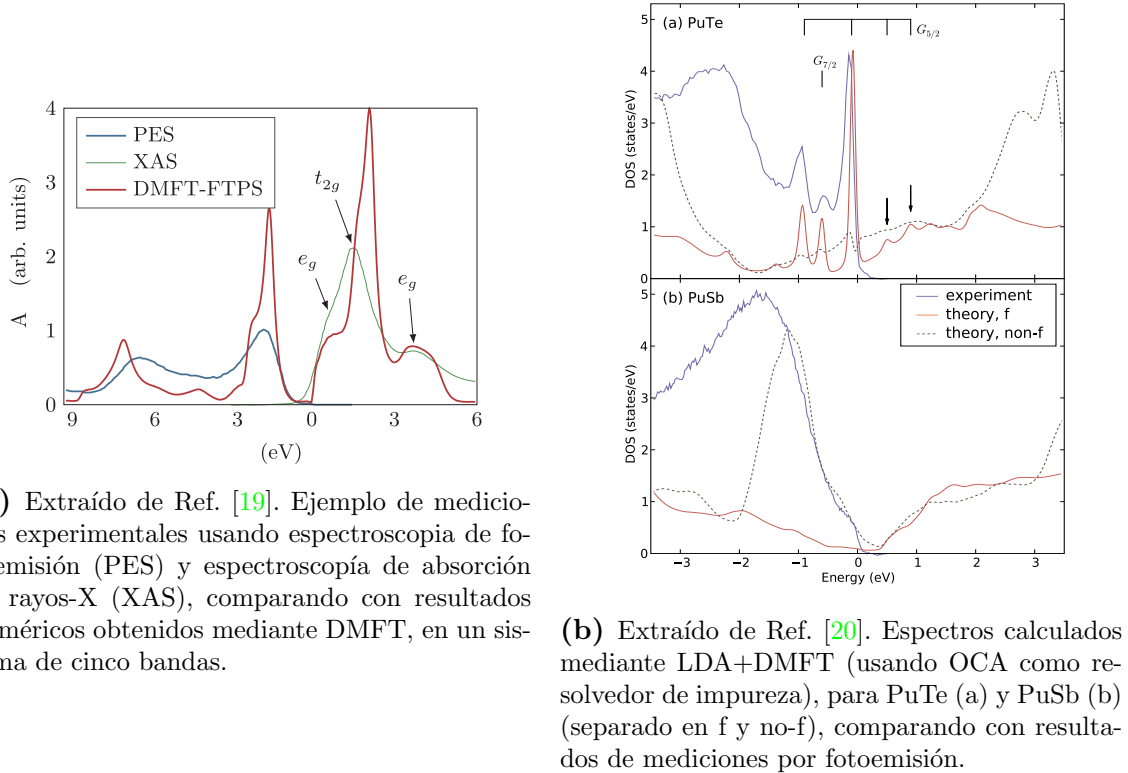 4
3
2
1
0
A (arb. units)
PES
XAS
DMFT-FTPS
t2g
eg
eg
9 6 3 0 3 6
(eV)
) Extraído de Ref. [19]. Ejemplo de medicio-
s experimentales usando espectroscopia de fo-
emisión (PES) y espectroscopía de absorción
rayos-X (XAS), comparando con resultados
méricos obtenidos mediante DMFT, en un sis-
ma de cinco bandas.
(a) PuTe
G5/2
G7/2
5
4
3
2
1
0
DOS (states/eV)
(b) PuSb
experiment
theory, f
theory, non-f
5
4
3
2
1
0
DOS (states/eV)
−3 −2 −1 0 1 2 3
Energy (eV)
(b) Extraído de Ref. [20]. Espectros calculados
mediante LDA+DMFT (usando OCA como re-
solvedor de impureza), para PuTe (a) y PuSb (b)
(separado en f y no-f), comparando con resulta-
dos de mediciones por fotoemisión.